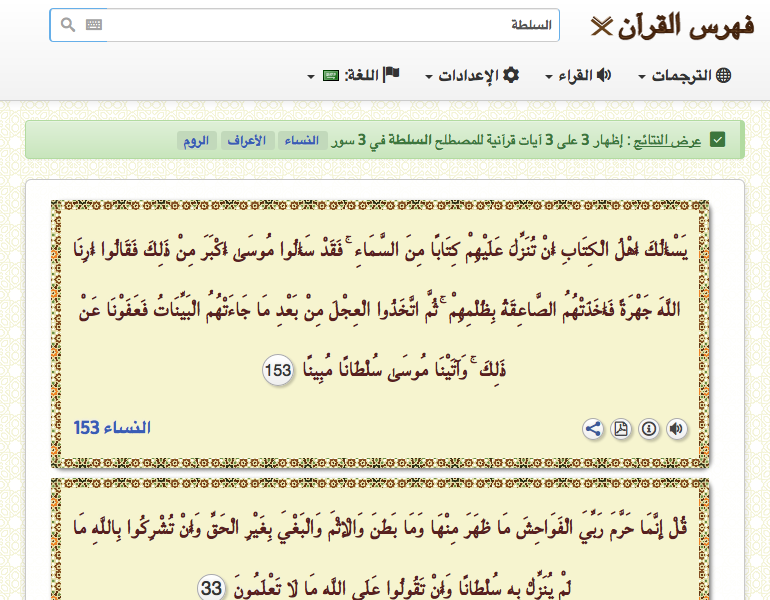 فهرس القرآن
السلطة
الترجمات
القراء
الإعدادات
اللغة:
عرض النتائج : إظهار 3 على 3 آيات قرآنية للمصطلح السلطة في 3 سور النساء الأعراف الروم
يَسْأَلُكَ أَهْلُ الْكِتَابِ أَنْ تُنَزِّلَ عَلَيْهِمْ كِتَابًا مِنَ السَّمَاءِ ۚ فَقَدْ سَأَلُوا مُوسَىٰ أَكْبَرَ مِنْ ذَٰلِكَ فَقَالُوا أَرِنَا
اللَّهَ جَهْرَةً فَأَخَذَتْهُمُ الصَّاعِقَةُ بِظُلْمِهِمْ ۚ ثُمَّ اتَّخَذُوا الْعِجْلَ مِنْ بَعْدِ مَا جَاءَتْهُمُ الْبَيِّنَاتُ فَعَفَوْنَا عَنْ
ذَٰلِكَ ۚ وَآتَيْنَا مُوسَىٰ سُلْطَانًا مُبِينًا 153
النساء 153
قُلْ إِنَّمَا حَرَّمَ رَبِّيَ الْفَوَاحِشَ مَا ظَهَرَ مِنْهَا وَمَا بَطَنَ وَالْإِثْمَ وَالْبَغْيَ بِغَيْرِ الْحَقِّ وَأَنْ تُشْرِكُوا بِاللَّهِ مَا
لَمْ يُنَزِّلْ بِهِ سُلْطَانًا وَأَنْ تَقُولُوا عَلَى اللَّهِ مَا لَا تَعْلَمُونَ 33